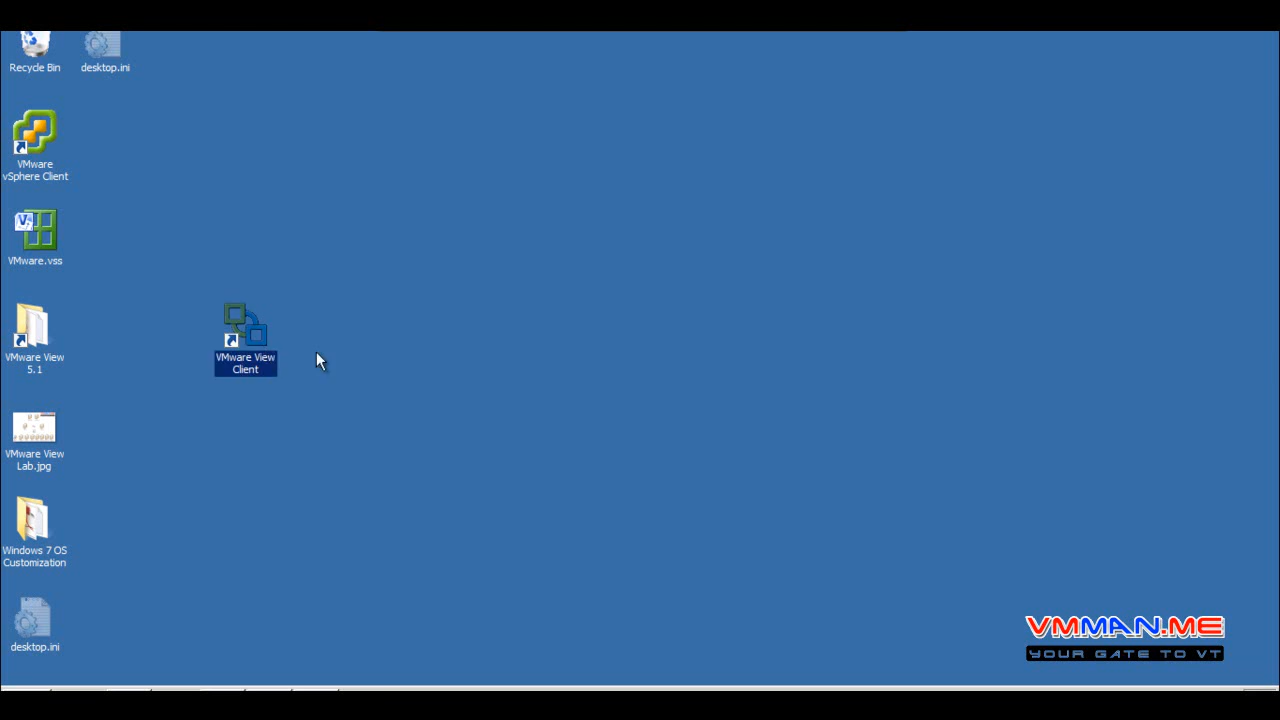 Recycle Bin
desktop.ini
VMware
vSphere Client
VMware.vss
VMware View
5.1
VMware View
Client
VMware View
Lab.jpg
Windows 7 OS
Customization
desktop.ini
VMMAN.ME
YOUR GATE TO VT